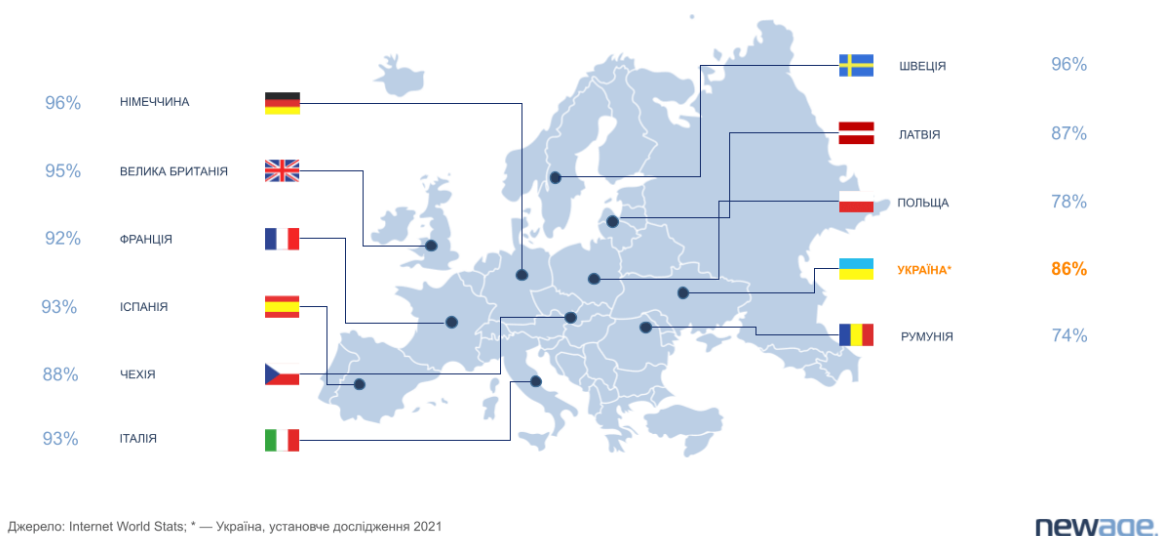 96% НІМЕЧЧИНА
95% ВЕЛИКА БРИТАНІЯ
92% ФРАНЦІЯ
93% ІСПАНІЯ
88% ЧЕХІЯ
93% ІТАЛІЯ
ШВЕЦІЯ 96%
ЛАТВІЯ 87%
ПОЛЬЩА 78%
УКРАЇНА* 86%
РУМУНІЯ 74%
Джерело: Internet World Stats; * — Україна, установче дослідження 2021
newage.